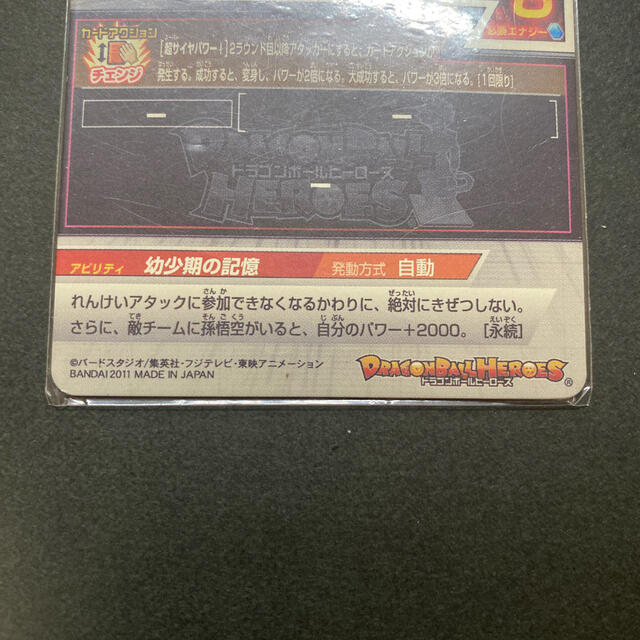 必殺エナジー
カードアクション
チェンジ
[超サイヤパワー！]2ラウンド目以降アタッカーにすると、カードアクションが
発生する。成功すると、変身し、パワーが2倍になる。大成功すると、パワーが3倍になる。[1回限り]
DRAGONBALL
ドラゴンボールヒーローズ
HEROES
アビリティ 幼少期の記憶 発動方式 自動
れんけいアタックに参加できなくなるかわりに、絶対にきぜつしない。
さらに、敵チームに孫悟空がいると、自分のパワー+2000。 [永続]
©バードスタジオ/集英社・フジテレビ・東映アニメーション
BANDAI 2011 MADE IN JAPAN
DRAGONBALL HEROES
ドラゴンボールヒーローズ ®